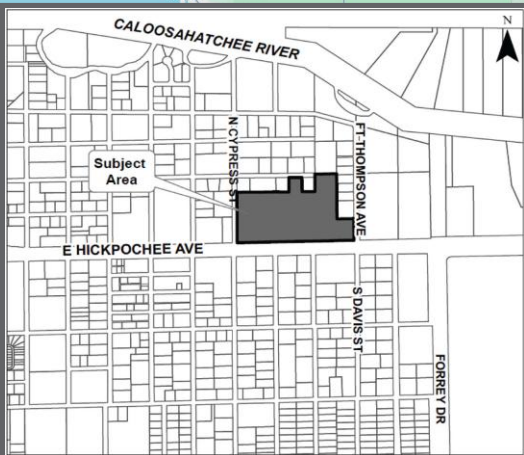 CALOOSAHATCHEE RIVER
N
N CYPRESS ST
FT THOMPSON AVE
Subject
Area
E HICKPOCHEE AVE
S DAVIS ST
FORREY DR